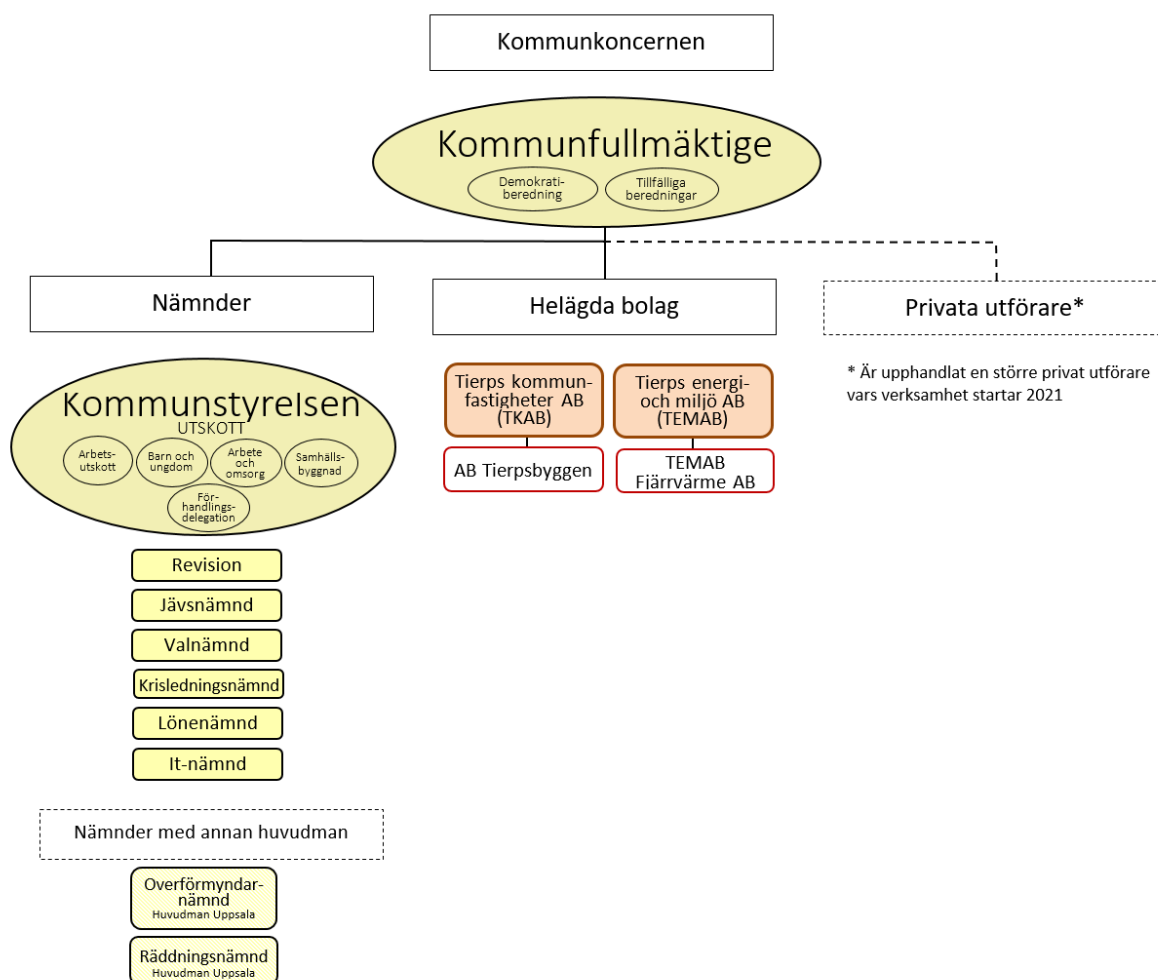 Kommunkoncernen
Kommunfullmäktige
Demokrati-
beredning
Tillfälliga
beredningar
Nämnder
Helägda bolag
Privata utförare*
* Är upphandlat en större privat utförare
vars verksamhet startar 2021
Kommunstyrelsen
UTSKOTT
Arbets-
utskott
Barn och
ungdom
Arbete
och
omsorg
Samhälls-
byggnad
För-
handlings-
delegation
Tierps kommun-
fastigheter AB
(TKAB)
Tierps energi-
och miljö AB
(TEMAB)
AB Tierpsbyggen
TEMAB
Fjärrvärme AB
Revision
Jävsnämnd
Valnämnd
Krisledningsnämnd
Lönenämnd
It-nämnd
Nämnder med annan huvudman
Overförmyndar-
nämnd
Huvudman Uppsala
Räddningsnämnd
Huvudman Uppsala